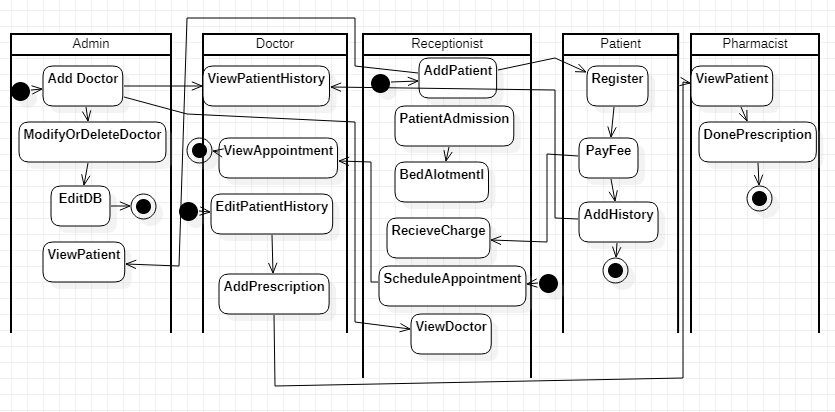 Admin
Doctor
Receptionist
Patient
Pharmacist
Add Doctor
ModifyOrDeleteDoctor
EditDB
ViewPatient
ViewPatientHistory
ViewAppointment
EditPatientHistory
AddPrescription
AddPatient
PatientAdmission
BedAlotmentI
RecieveCharge
ScheduleAppointment
ViewDoctor
Register
PayFee
AddHistory
ViewPatient
DonePrescription